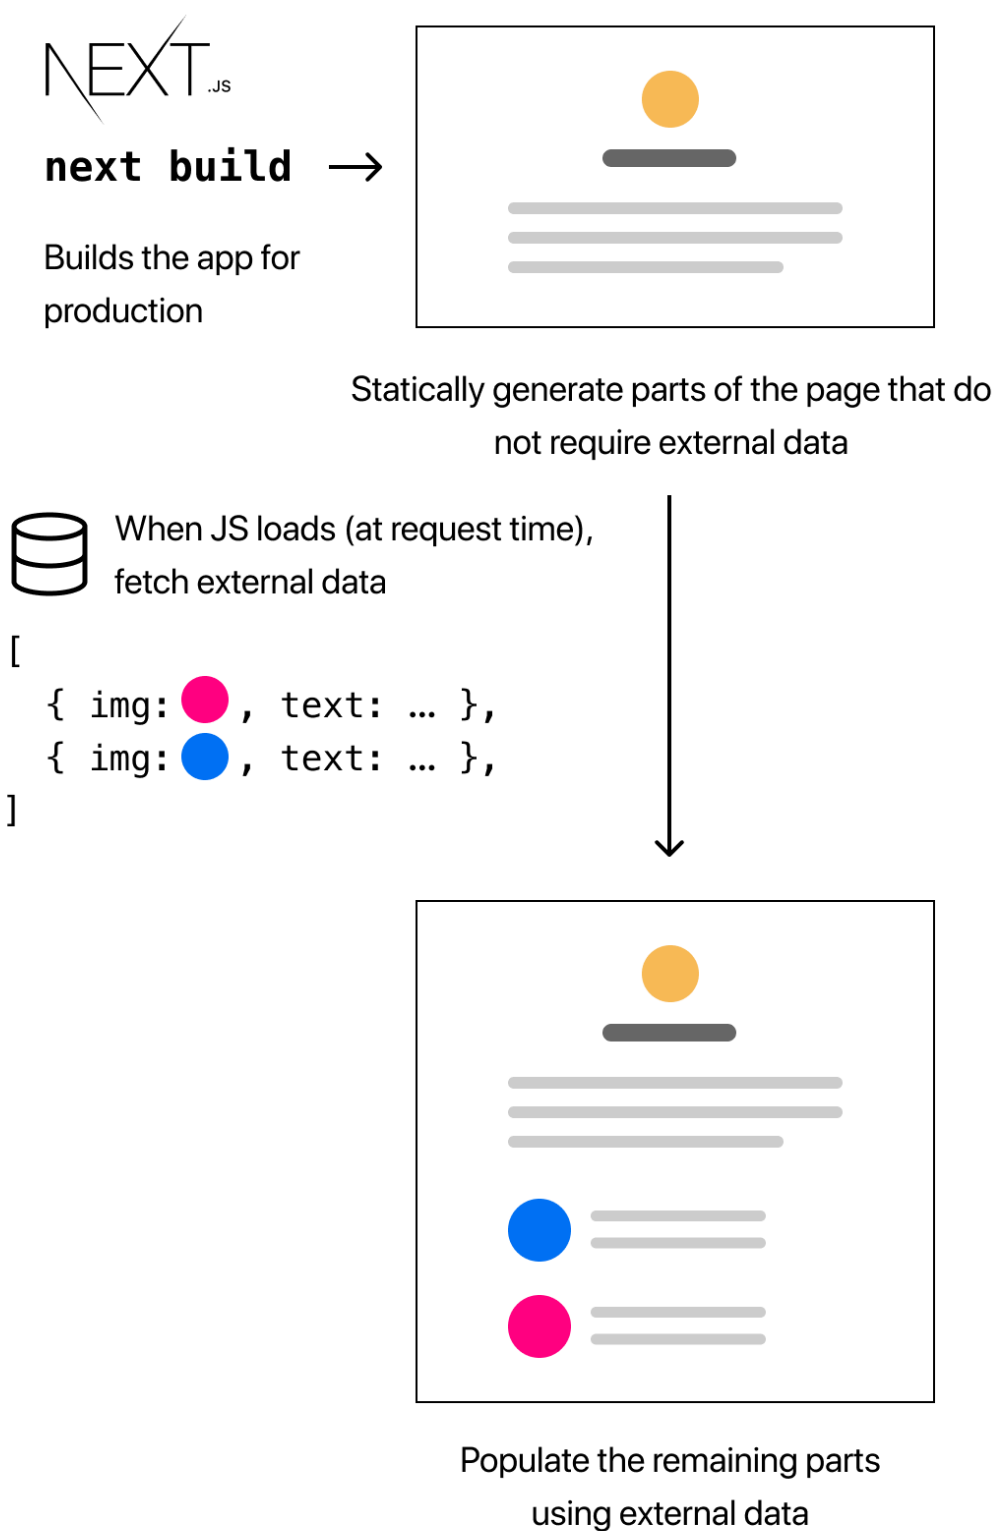 NEXT.JS
next build
Builds the app for
production
Statically generate parts of the page that do
not require external data
When JS loads (at request time),
fetch external data
[
{ img: , text: … },
{ img: , text: … },
]
Populate the remaining parts
using external data